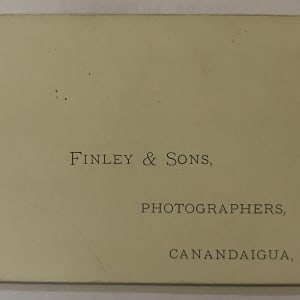 FINLEY & SONS,
PHOTOGRAPHERS,
CANANDAIGUA,